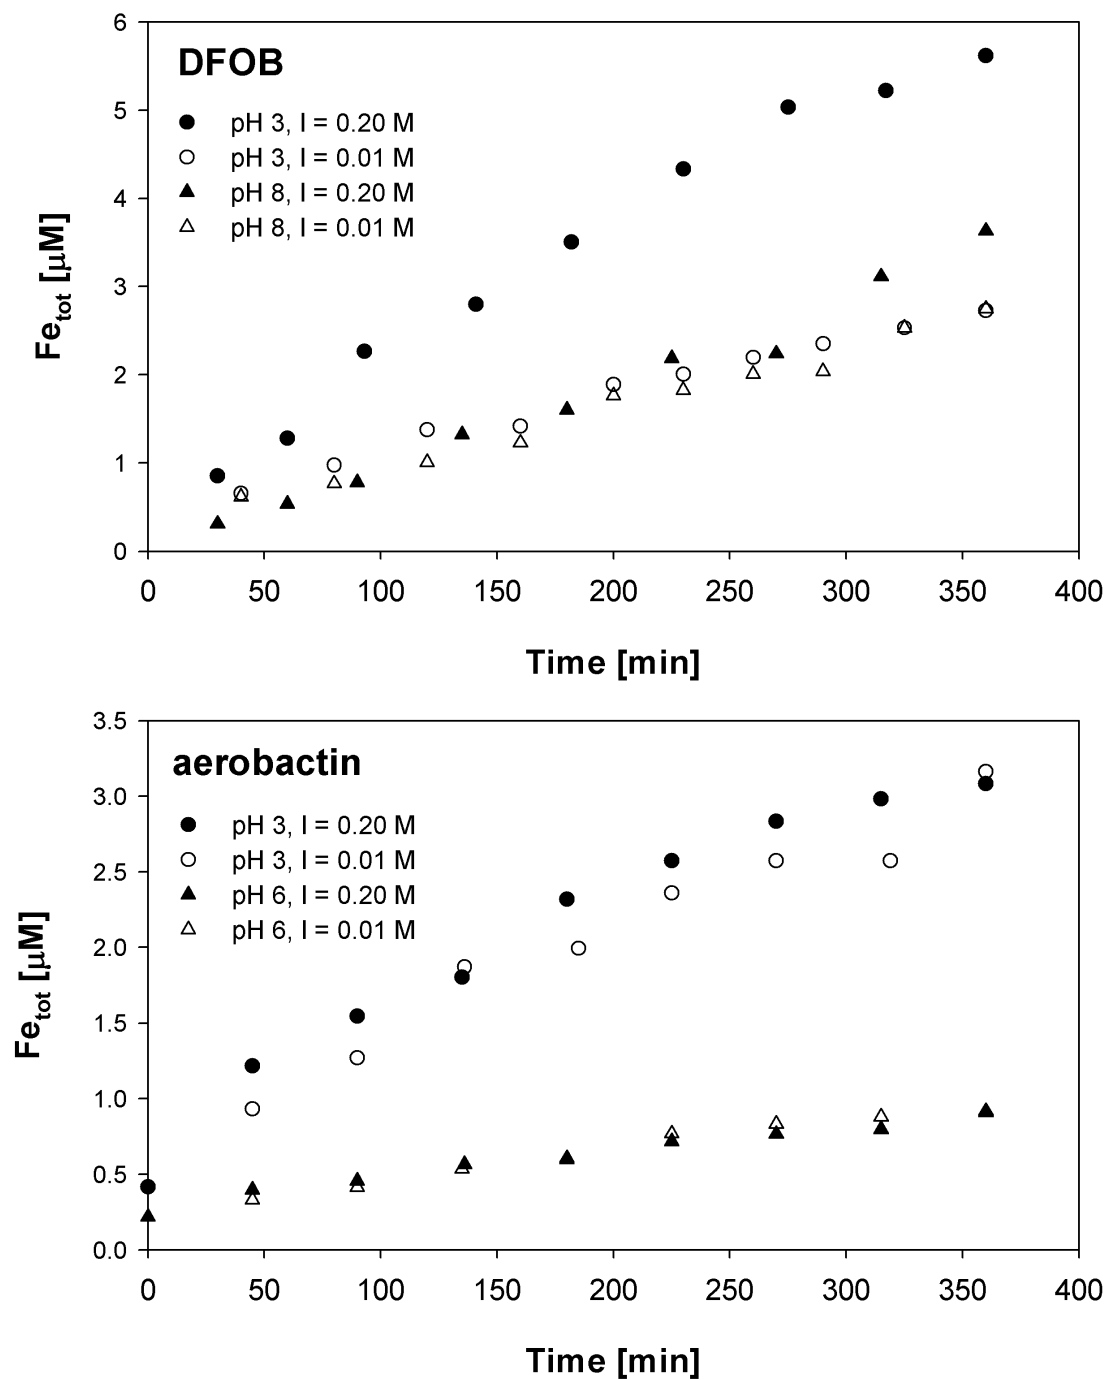 6
DFOB
5
pH 3, I = 0.20 M
pH 3, I = 0.01 M
4
pH 8, I = 0.20 M
pH 8, I = 0.01 M
3
2
1
0
Fetot [μM]
0 50 100 150 200 250 300 350 400
Time [min]
3.5
aerobactin
3.0
pH 3, I = 0.20 M
pH 3, I = 0.01 M
2.5
pH 6, I = 0.20 M
pH 6, I = 0.01 M
2.0
1.5
1.0
0.5
0.0
Fetot [μM]
0 50 100 150 200 250 300 350 400
Time [min]